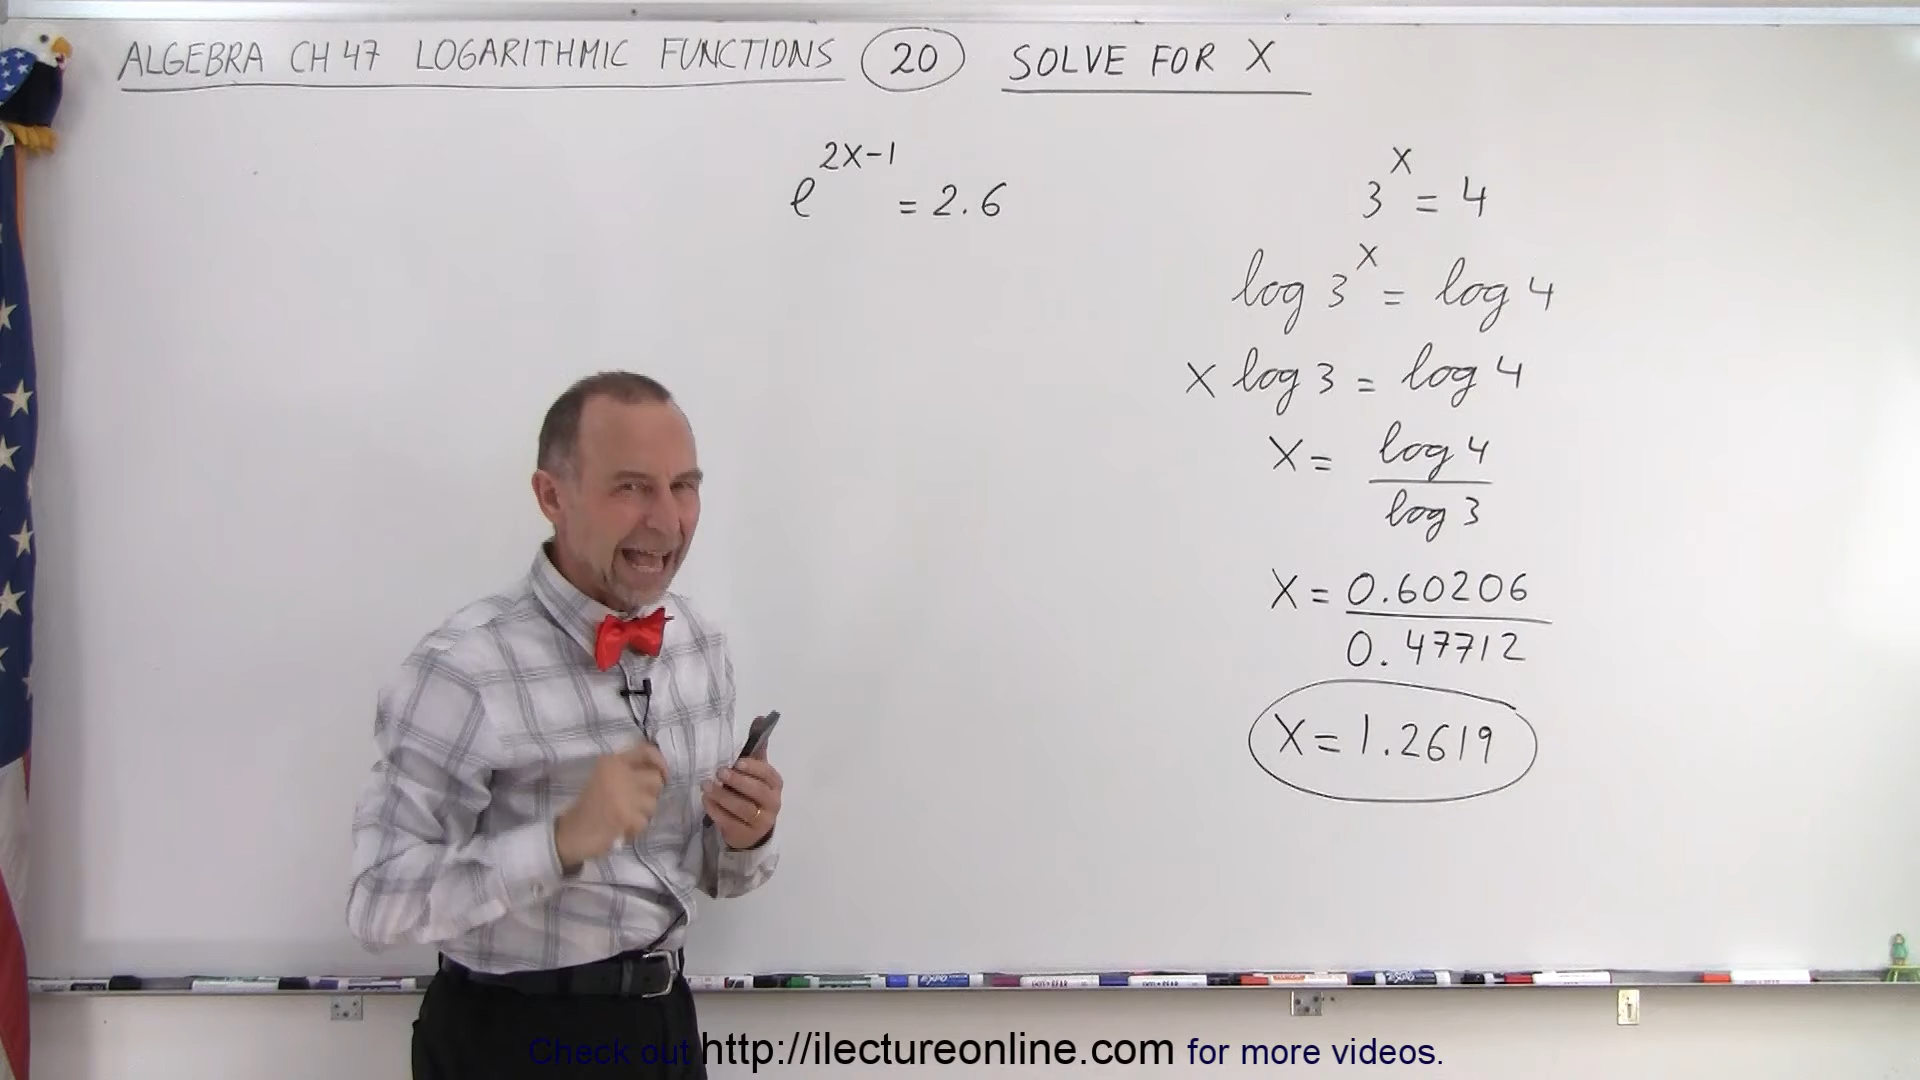 ALGEBRA CH 47 LOGARITHMIC FUNCTIONS 20 SOLVE FOR X
e^{2X-1} = 2.6
3^X = 4
log 3^X = log 4
X log 3 = log 4
X = log 4 / log 3
X = 0.60206 / 0.47712
X = 1.2619
Check out http://ilectureonline.com for more videos.